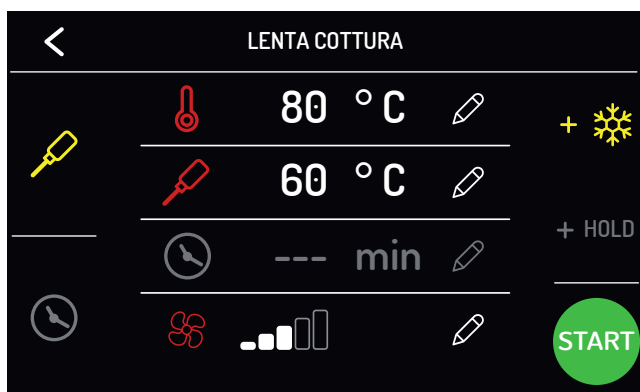 LENTA COTTURA
80 °C
+
60 °C
+ HOLD
--- min
START